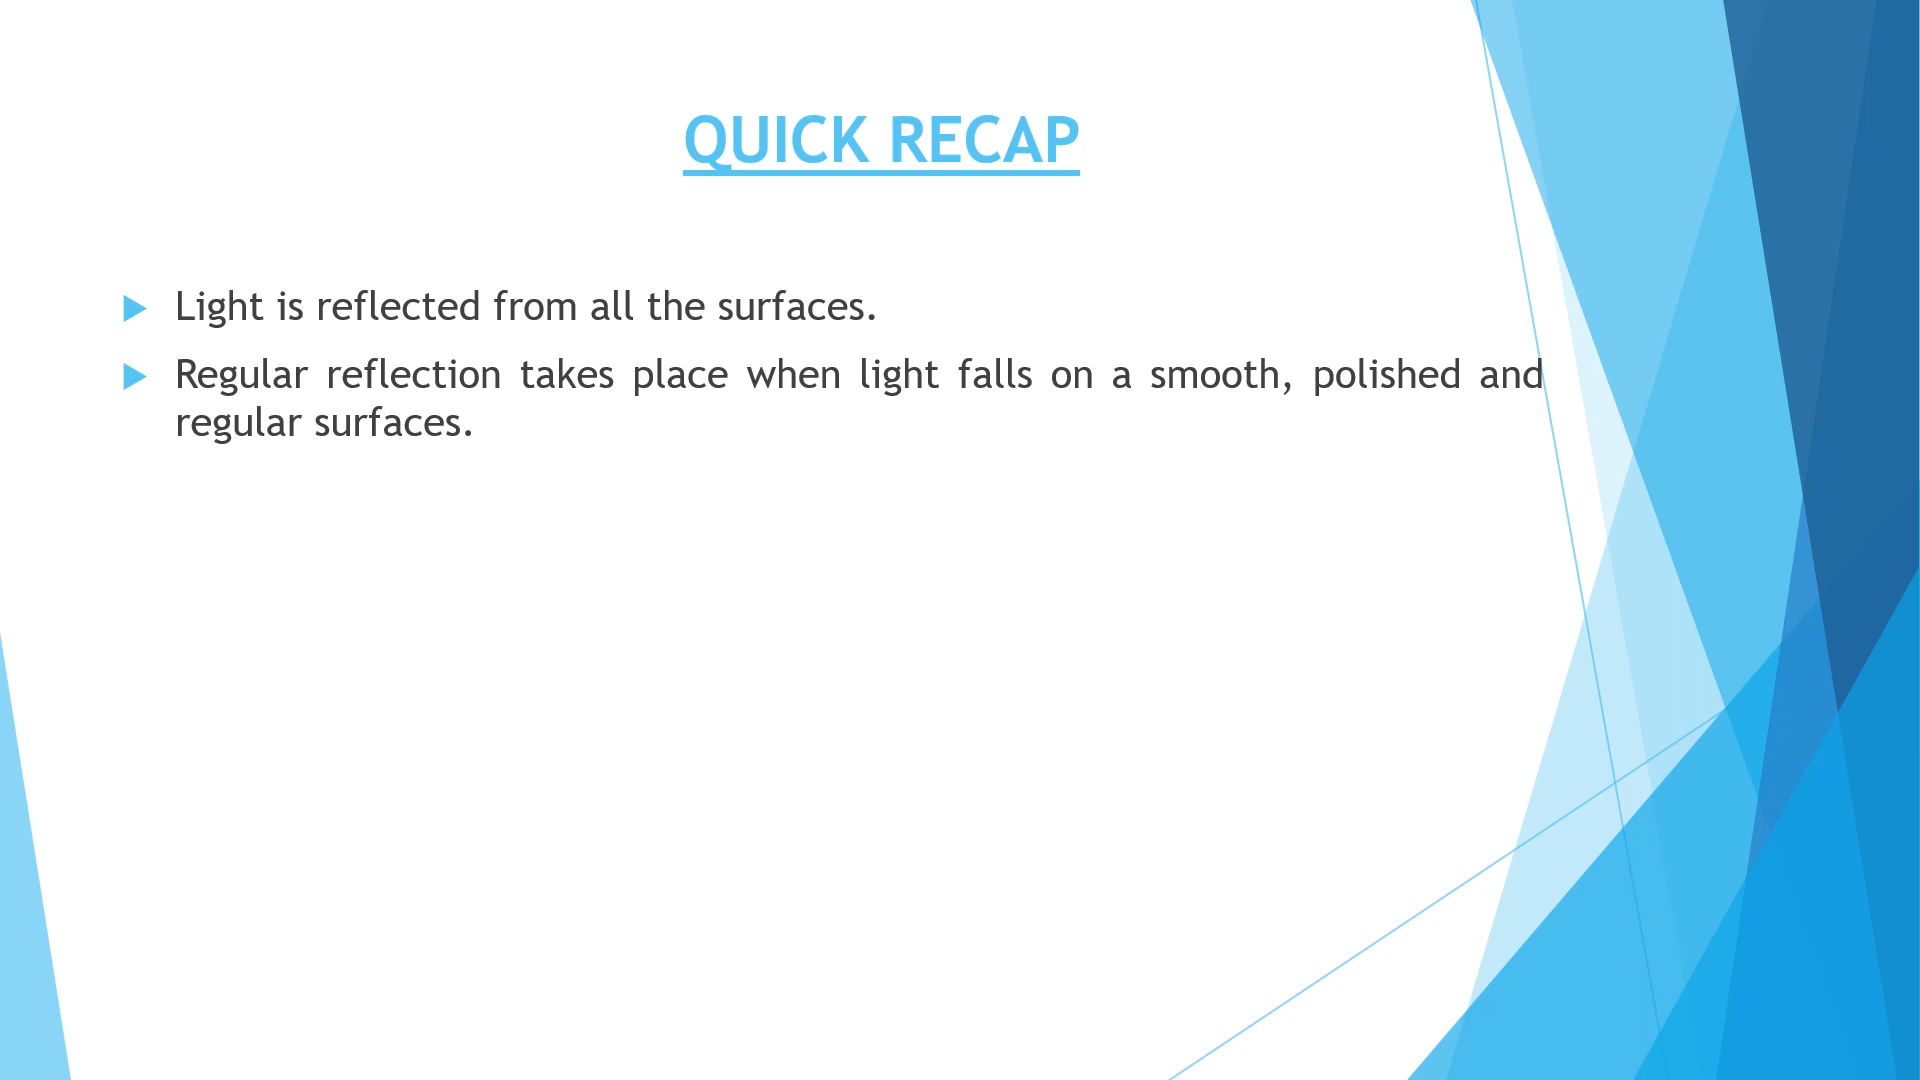 QUICK RECAP
Light is reflected from all the surfaces.
Regular reflection takes place when light falls on a smooth, polished and
regular surfaces.